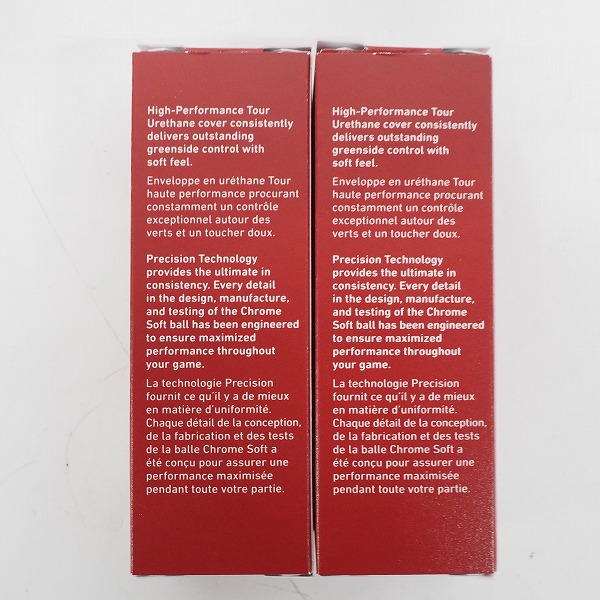 High-Performance Tour
Urethane cover consistently
delivers outstanding
greenside control with
soft feel.
Enveloppe en uréthane Tour
haute performance procurant
constamment un contrôle
exceptionnel autour des
verts et un toucher doux.
Precision Technology
provides the ultimate in
consistency. Every detail
in the design, manufacture,
and testing of the Chrome
Soft ball has been engineered
to ensure maximized
performance throughout
your game.
La technologie Precision
fournit ce qu'il y a de mieux
en matière d'uniformité.
Chaque détail de la conception,
de la fabrication et des tests
de la balle Chrome Soft a
été conçu pour assurer une
performance maximisée
pendant toute votre partie.
High-Performance Tour
Urethane cover consistently
delivers outstanding
greenside control with
soft feel.
Enveloppe en uréthane Tour
haute performance procurant
constamment un contrôle
exceptionnel autour des
verts et un toucher doux.
Precision Technology
provides the ultimate in
consistency. Every detail
in the design, manufacture,
and testing of the Chrome
Soft ball has been engineered
to ensure maximized
performance throughout
your game.
La technologie Precision
fournit ce qu'il y a de mieux
en matière d'uniformité.
Chaque détail de la conception,
de la fabrication et des tests
de la balle Chrome Soft a
été conçu pour assurer une
performance maximisée
pendant toute votre partie.